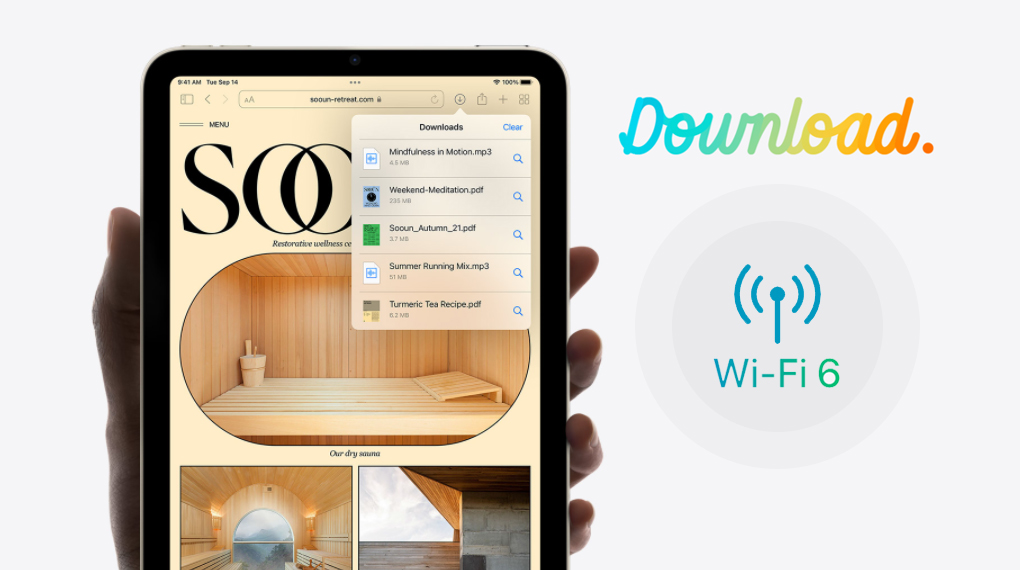 9:41 AM Tue Sep 14
100%
AA
sooun-retreat.com
MENU
SOO
Restorative wellness ce
Our dry sauna
Downloads
Clear
Mindfulness in Motion.mp3
4.5 MB
Weekend-Meditation.pdf
235 MB
Sooun_Autumn_21.pdf
3.7 MB
Summer Running Mix.mp3
51 MB
Turmeric Tea Recipe.pdf
6.2 MB
Download.
Wi-Fi 6